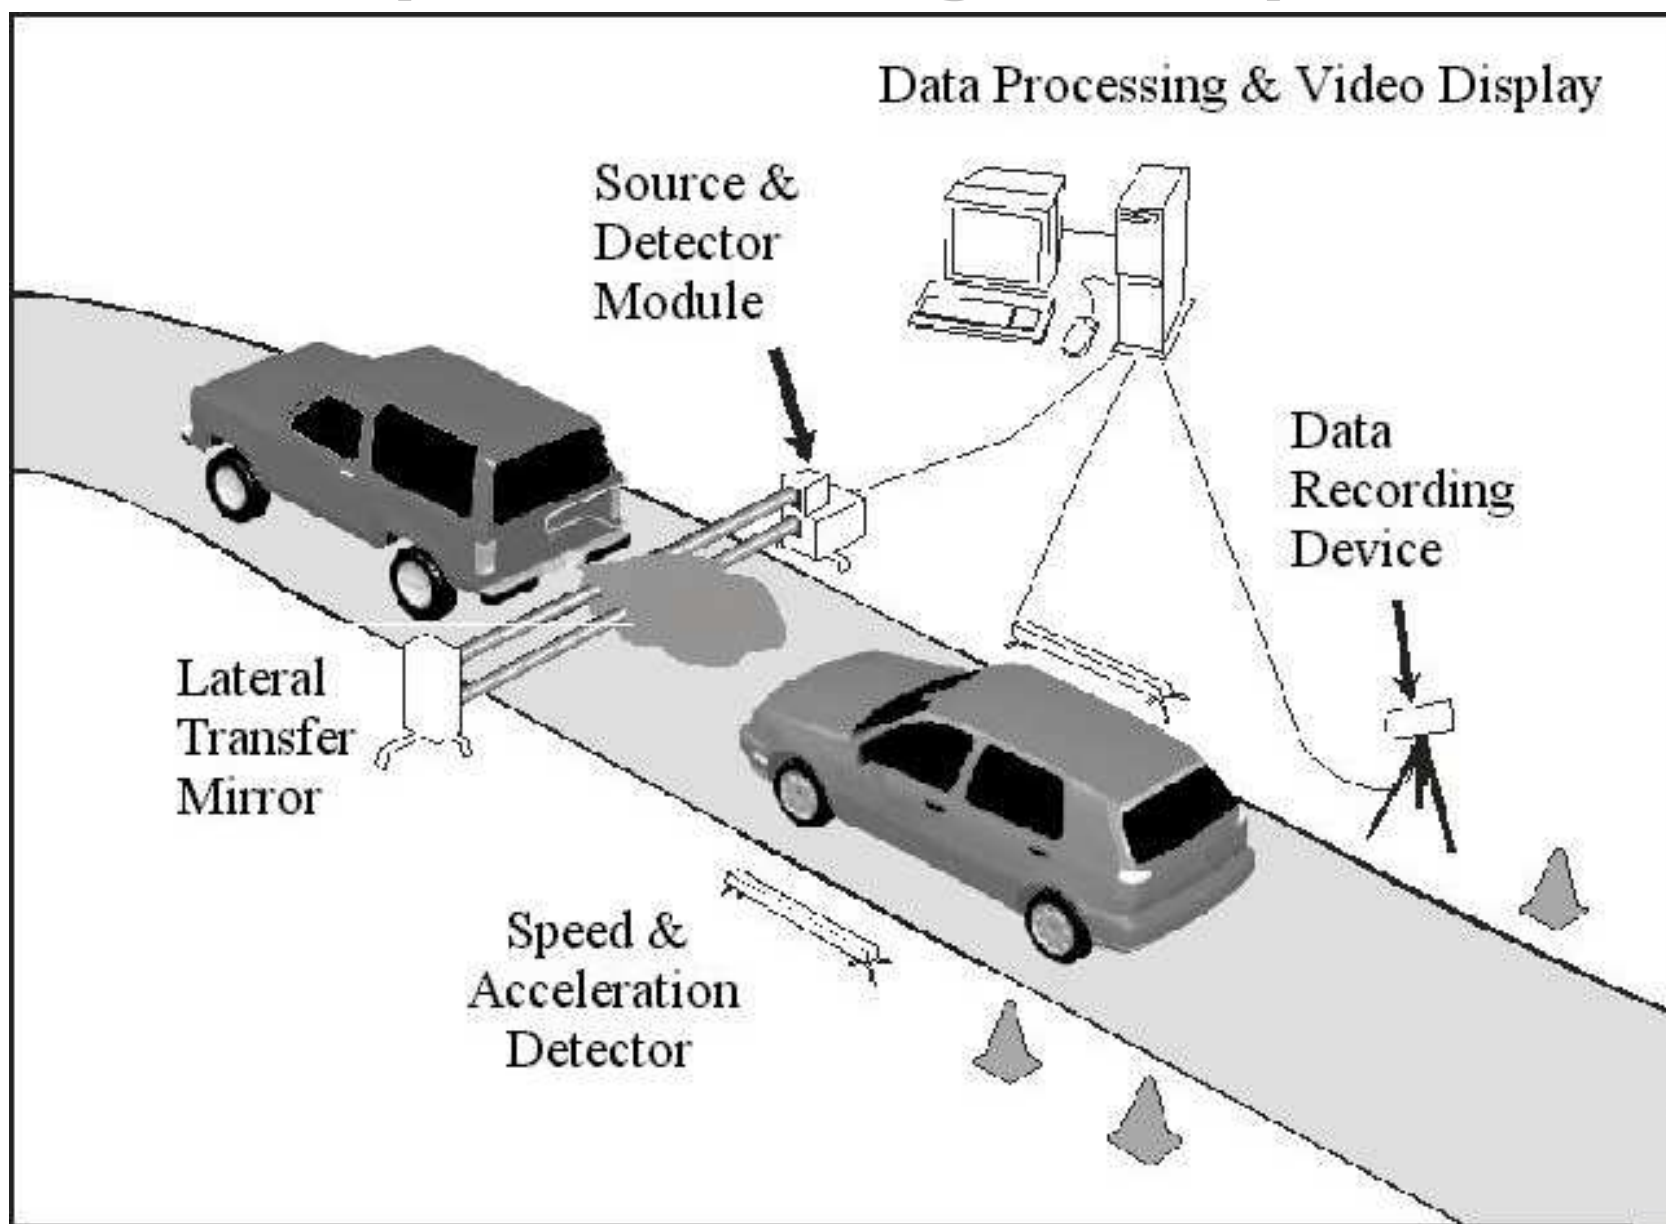 Data Processing & Video Display
Source &
Detector
Module
Data
Recording
Device
Lateral
Transfer
Mirror
Speed &
Acceleration
Detector